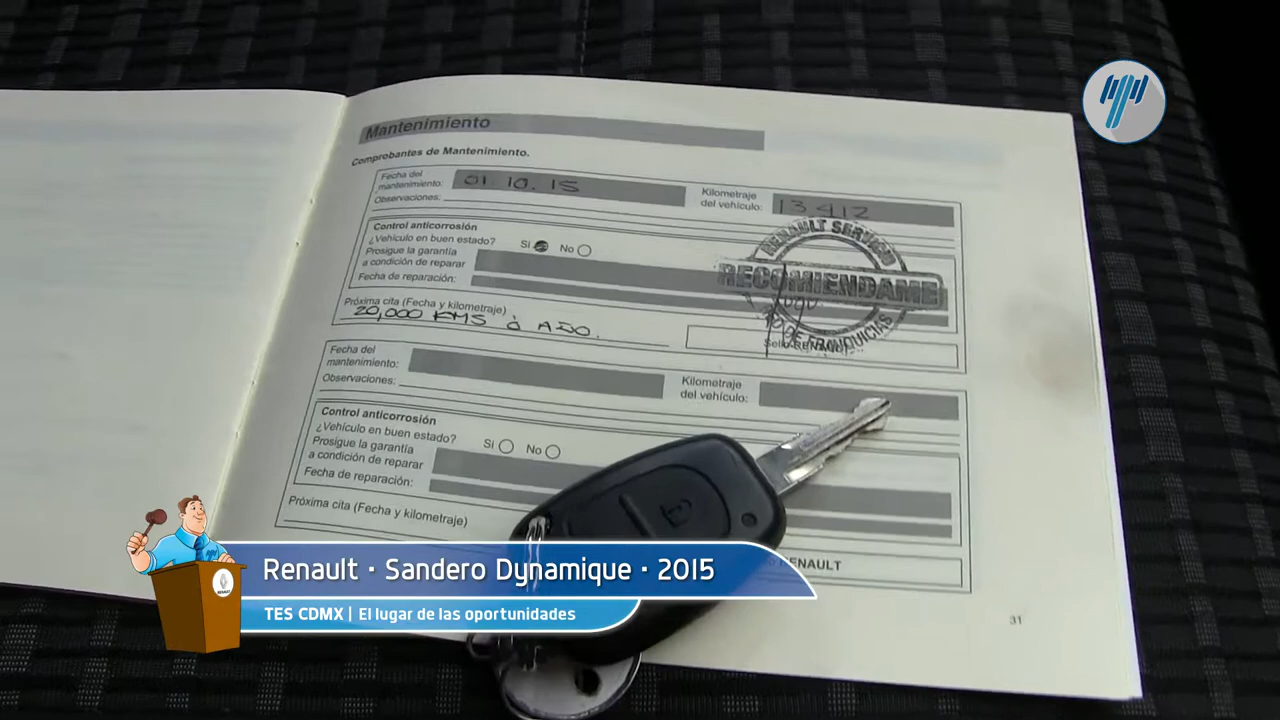 Mantenimiento
Comprobantes de Mantenimiento.
Fecha del
mantenimiento: 01.10.15
Kilometraje
del vehículo: 13412
Observaciones:
Control anticorrosión
¿Vehículo en buen estado? Si No
Prosigue la garantía
a condición de reparar
Fecha de reparación:
RENAULT SERVICIO
RECOMIENDAME
DE FRANQUICIAS
Próxima cita (Fecha y kilometraje)
20,000 KMS ó AÑO.
Fecha del
mantenimiento:
Kilometraje
del vehículo:
Observaciones:
Control anticorrosión
¿Vehículo en buen estado? Si No
Prosigue la garantía
a condición de reparar
Fecha de reparación:
Próxima cita (Fecha y kilometraje)
RENAULT
31
Renault · Sandero Dynamique · 2015
TES CDMX | El lugar de las oportunidades